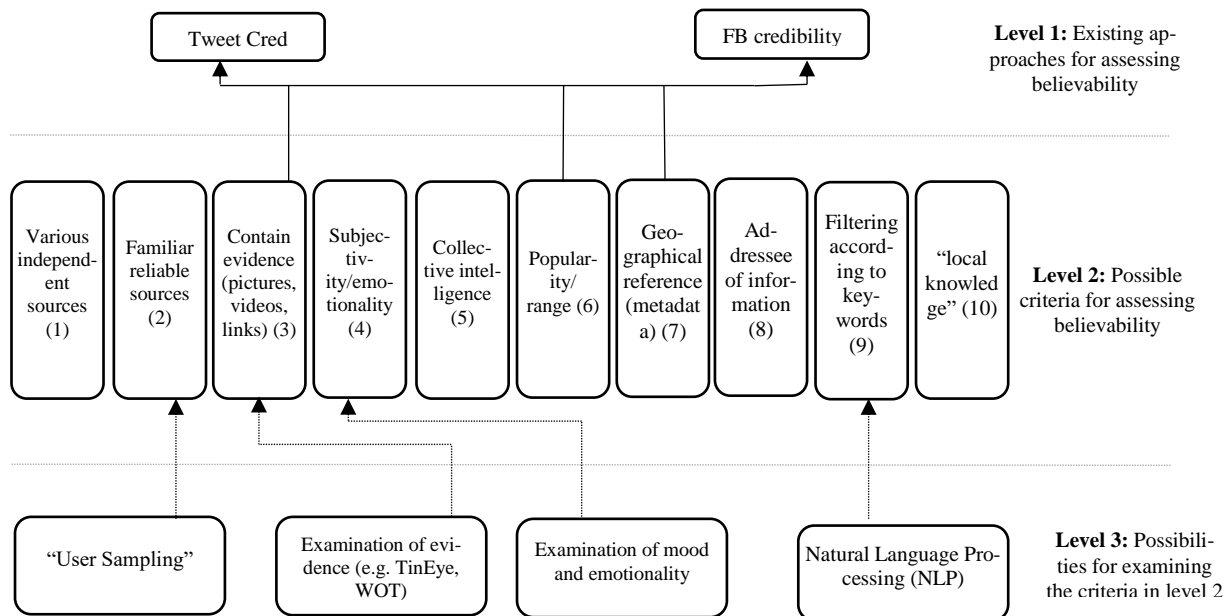 Tweet Cred
FB credibility
Level 1: Existing ap-
proaches for assessing
believability
Various
independ-
ent
sources
(1)
Familiar
reliable
sources
(2)
Contain
evidence
(pictures,
videos,
links) (3)
Subjec-
tivity/emo-
tionality
(4)
Collec-
tive intel-
ligence
(5)
Popular-
ity/
range (6)
Geo-
graphical
reference
(metadat
a) (7)
Ad-
dressee
of infor-
mation
(8)
Filtering
accord-
ing to
key-
words
(9)
“local
knowled
ge” (10)
Level 2: Possible
criteria for assessing
believability
“User Sampling”
Examination of evi-
dence (e.g. TinEye,
WOT)
Examination of mood
and emotionality
Natural Language Pro-
cessing (NLP)
Level 3: Possibili-
ties for examining
the criteria in level 2